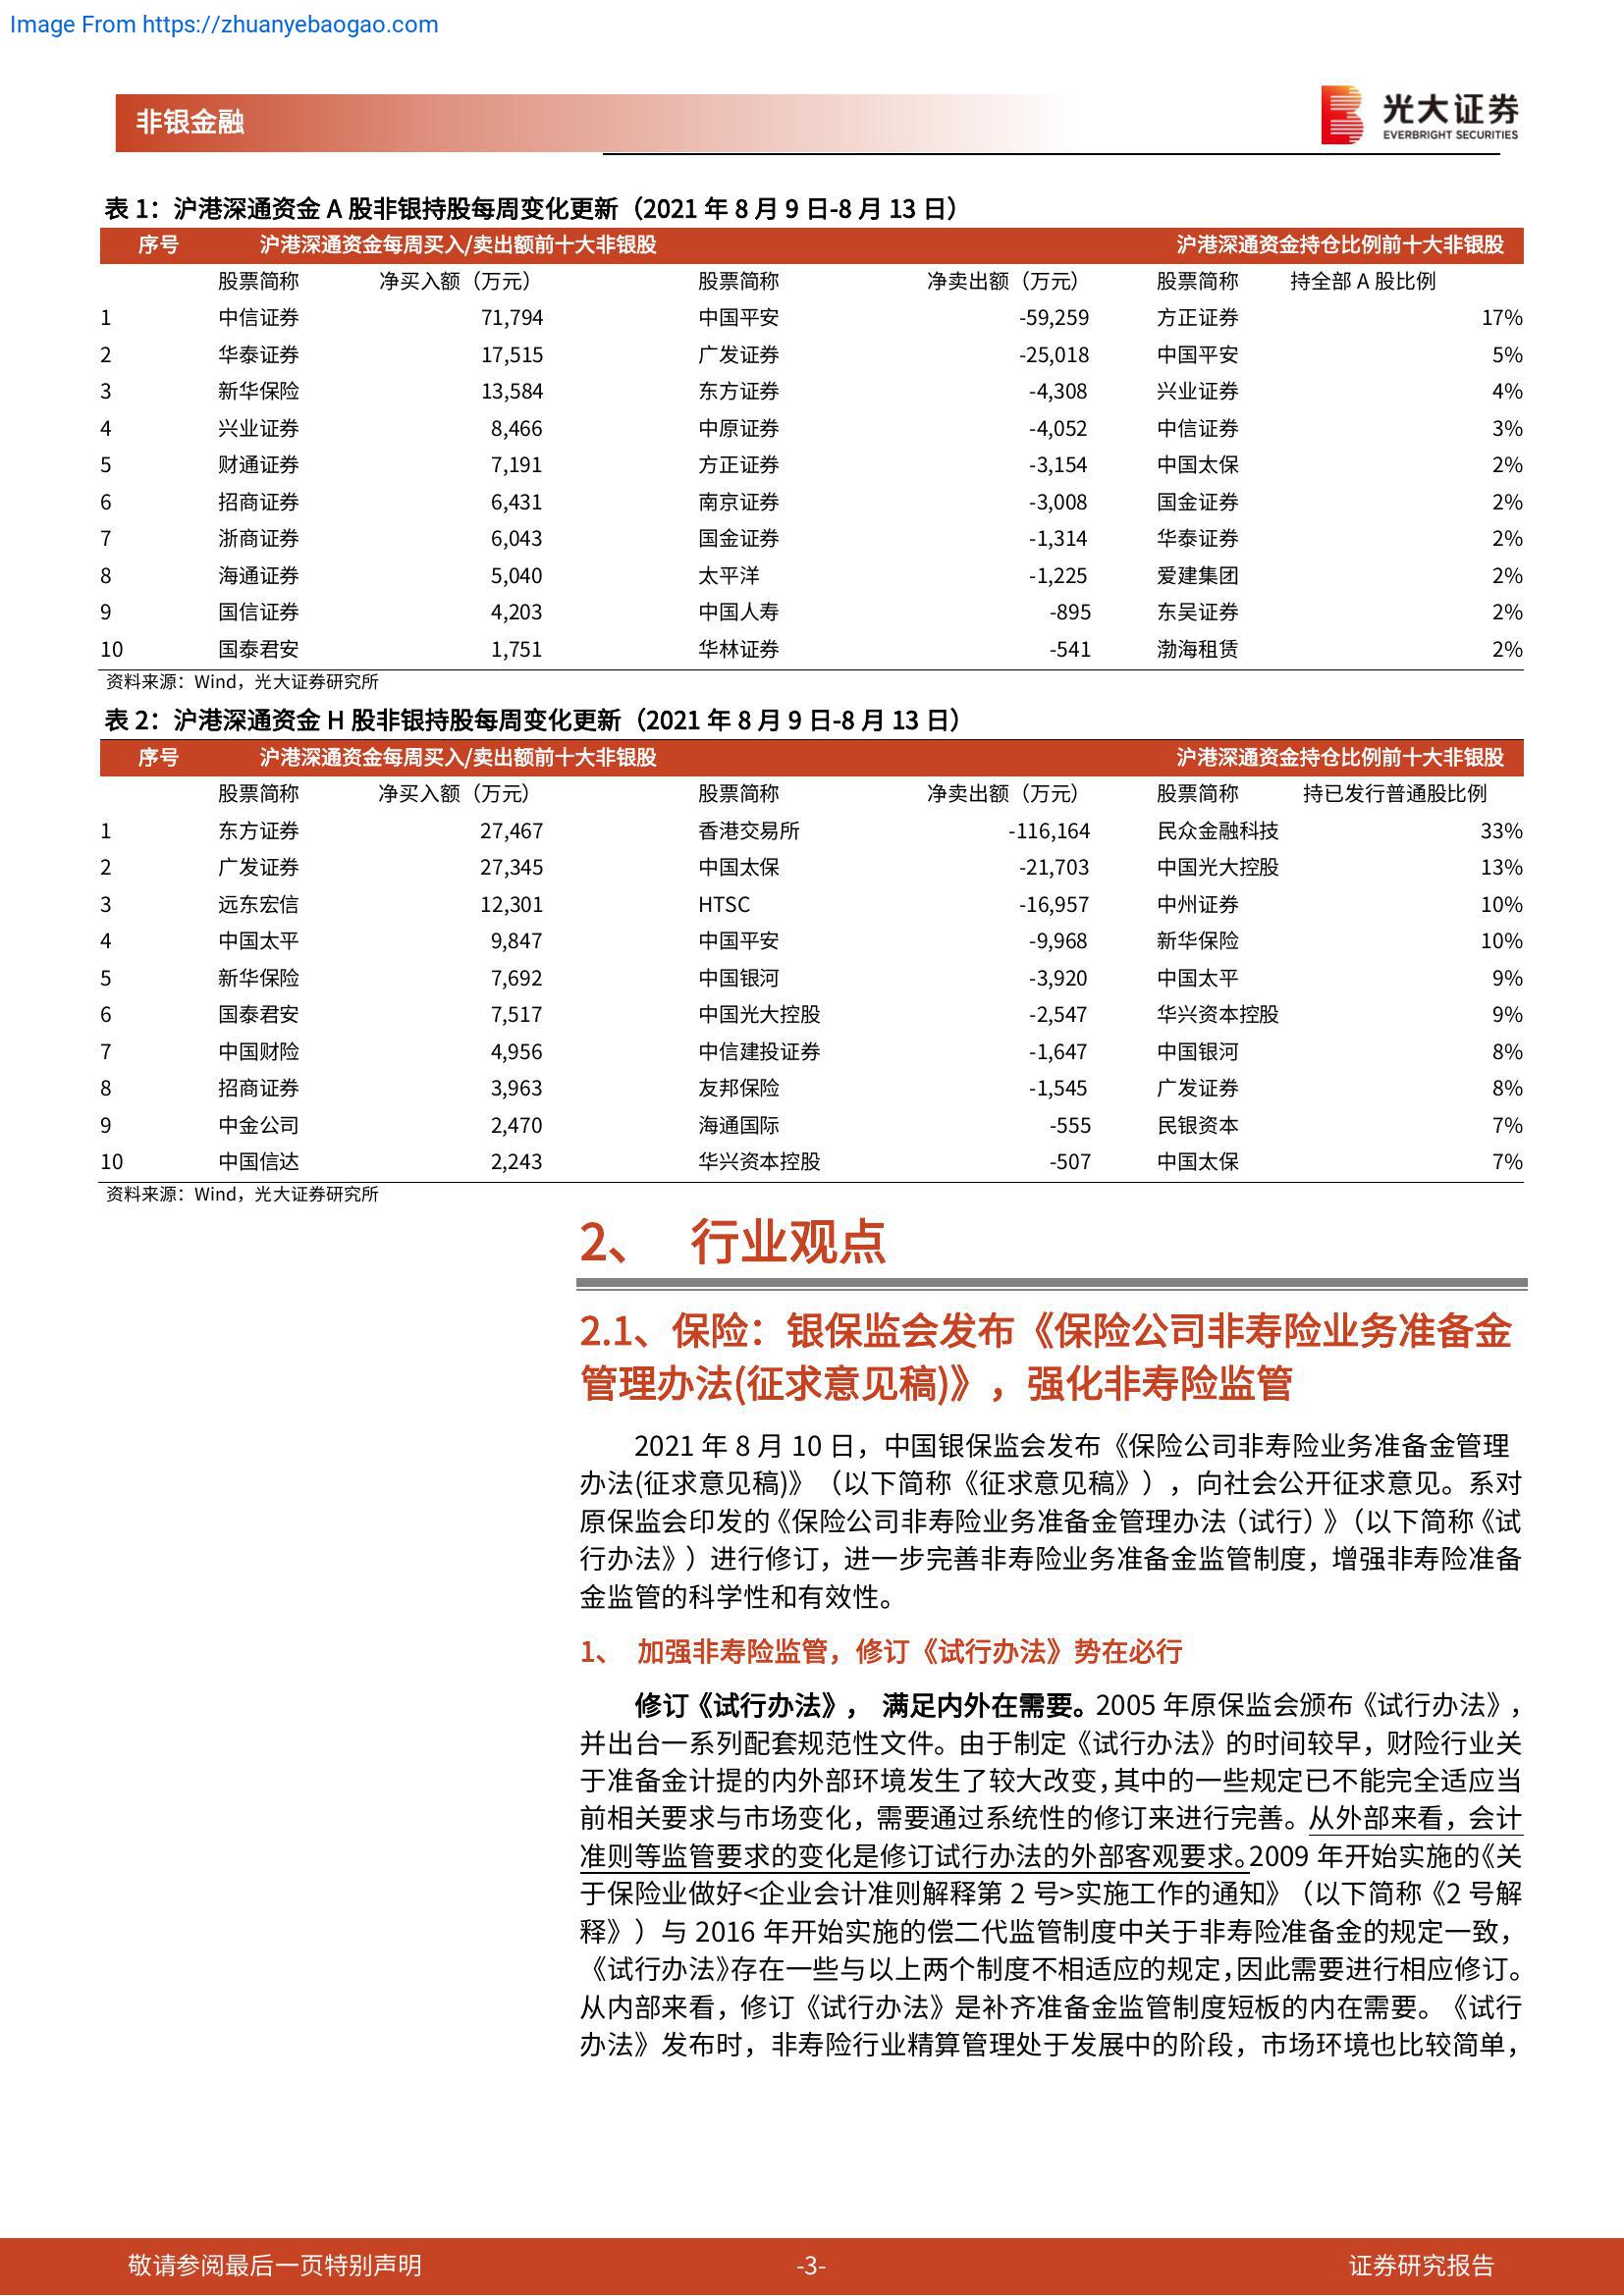 Image From https://zhuanyebaogao.com
非银金融
光大证券
EVERBRIGHT SECURITIES
表 1：沪港深通资金 A 股非银持股每周变化更新（2021 年 8 月 9 日-8 月 13 日）
序号 沪港深通资金每周买入/卖出额前十大非银股 沪港深通资金持仓比例前十大非银股
股票简称 净买入额（万元） 股票简称 净卖出额（万元） 股票简称 持全部 A 股比例
1 中信证券 71,794 中国平安 -59,259 方正证券 17%
2 华泰证券 17,515 广发证券 -25,018 中国平安 5%
3 新华保险 13,584 东方证券 -4,308 兴业证券 4%
4 兴业证券 8,466 中原证券 -4,052 中信证券 3%
5 财通证券 7,191 方正证券 -3,154 中国太保 2%
6 招商证券 6,431 南京证券 -3,008 国金证券 2%
7 浙商证券 6,043 国金证券 -1,314 华泰证券 2%
8 海通证券 5,040 太平洋 -1,225 爱建集团 2%
9 国信证券 4,203 中国人寿 -895 东吴证券 2%
10 国泰君安 1,751 华林证券 -541 渤海租赁 2%
资料来源：Wind，光大证券研究所
表 2：沪港深通资金 H 股非银持股每周变化更新（2021 年 8 月 9 日-8 月 13 日）
序号 沪港深通资金每周买入/卖出额前十大非银股 沪港深通资金持仓比例前十大非银股
股票简称 净买入额（万元） 股票简称 净卖出额（万元） 股票简称 持已发行普通股比例
1 东方证券 27,467 香港交易所 -116,164 民众金融科技 33%
2 广发证券 27,345 中国太保 -21,703 中国光大控股 13%
3 远东宏信 12,301 HTSC -16,957 中州证券 10%
4 中国太平 9,847 中国平安 -9,968 新华保险 10%
5 新华保险 7,692 中国银河 -3,920 中国太平 9%
6 国泰君安 7,517 中国光大控股 -2,547 华兴资本控股 9%
7 中国财险 4,956 中信建投证券 -1,647 中国银河 8%
8 招商证券 3,963 友邦保险 -1,545 广发证券 8%
9 中金公司 2,470 海通国际 -555 民银资本 7%
10 中国信达 2,243 华兴资本控股 -507 中国太保 7%
资料来源：Wind，光大证券研究所
2、 行业观点
2.1、保险：银保监会发布《保险公司非寿险业务准备金
管理办法(征求意见稿)》，强化非寿险监管
2021 年 8 月 10 日，中国银保监会发布《保险公司非寿险业务准备金管理
办法(征求意见稿)》（以下简称《征求意见稿》），向社会公开征求意见。系对
原保监会印发的《保险公司非寿险业务准备金管理办法（试行）》（以下简称《试
行办法》）进行修订，进一步完善非寿险业务准备金监管制度，增强非寿险准备
金监管的科学性和有效性。
1、 加强非寿险监管，修订《试行办法》势在必行
修订《试行办法》， 满足内外在需要。2005 年原保监会颁布《试行办法》，
并出台一系列配套规范性文件。由于制定《试行办法》的时间较早，财险行业关
于准备金计提的内外部环境发生了较大改变，其中的一些规定已不能完全适应当
前相关要求与市场变化，需要通过系统性的修订来进行完善。从外部来看，会计
准则等监管要求的变化是修订试行办法的外部客观要求。2009 年开始实施的《关
于保险业做好<企业会计准则解释第 2 号>实施工作的通知》（以下简称《2 号解
释》）与 2016 年开始实施的偿二代监管制度中关于非寿险准备金的规定一致，
《试行办法》存在一些与以上两个制度不相适应的规定，因此需要进行相应修订。
从内部来看，修订《试行办法》是补齐准备金监管制度短板的内在需要。《试行
办法》发布时，非寿险行业精算管理处于发展中的阶段，市场环境也比较简单，
敬请参阅最后一页特别声明 -3- 证券研究报告